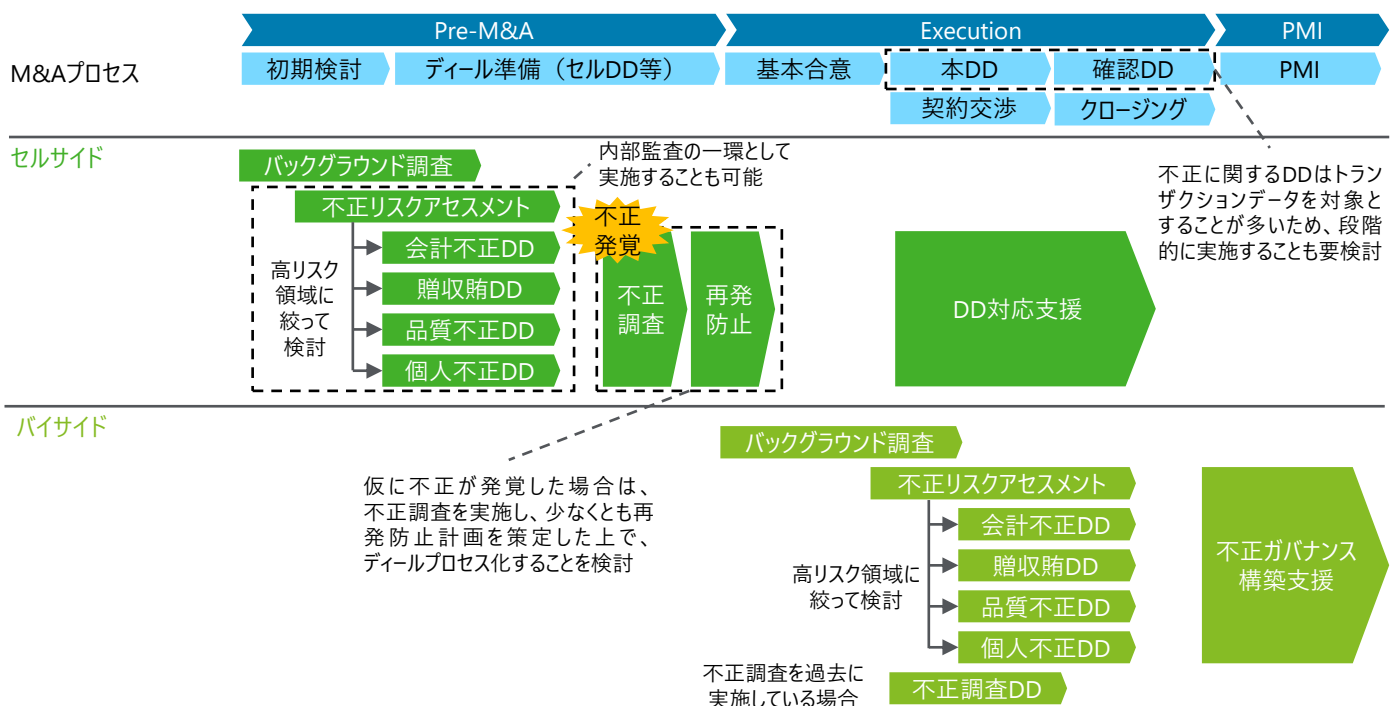 Pre-M&A
Execution
PMI
M&Aプロセス
初期検討
ディール準備（セルDD等）
基本合意
本DD
確認DD
PMI
契約交渉
クロージング
セルサイド
バックグラウンド調査
内部監査の一環として
実施することも可能
不正に関するDDはトラン
ザクションデータを対象と
することが多いため、段階
的に実施することも要検討
不正リスクアセスメント
不正
発覚
会計不正DD
贈収賄DD
品質不正DD
個人不正DD
高リスク
領域に
絞って
検討
不正
調査
再発
防止
DD対応支援
バイサイド
バックグラウンド調査
仮に不正が発覚した場合は、
不正調査を実施し、少なくとも再
発防止計画を策定した上で、
ディールプロセス化することを検討
不正リスクアセスメント
会計不正DD
贈収賄DD
品質不正DD
個人不正DD
高リスク領域に
絞って検討
不正ガバナンス
構築支援
不正調査を過去に
実施している場合
不正調査DD